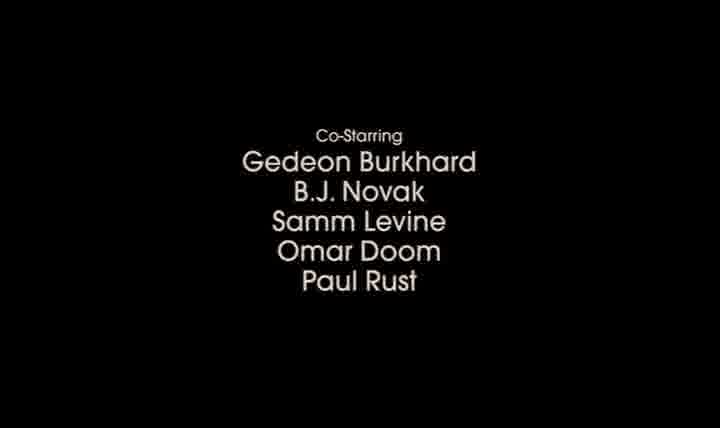 Co-Starring
Gedeon Burkhard
B.J. Novak
Samm Levine
Omar Doom
Paul Rust